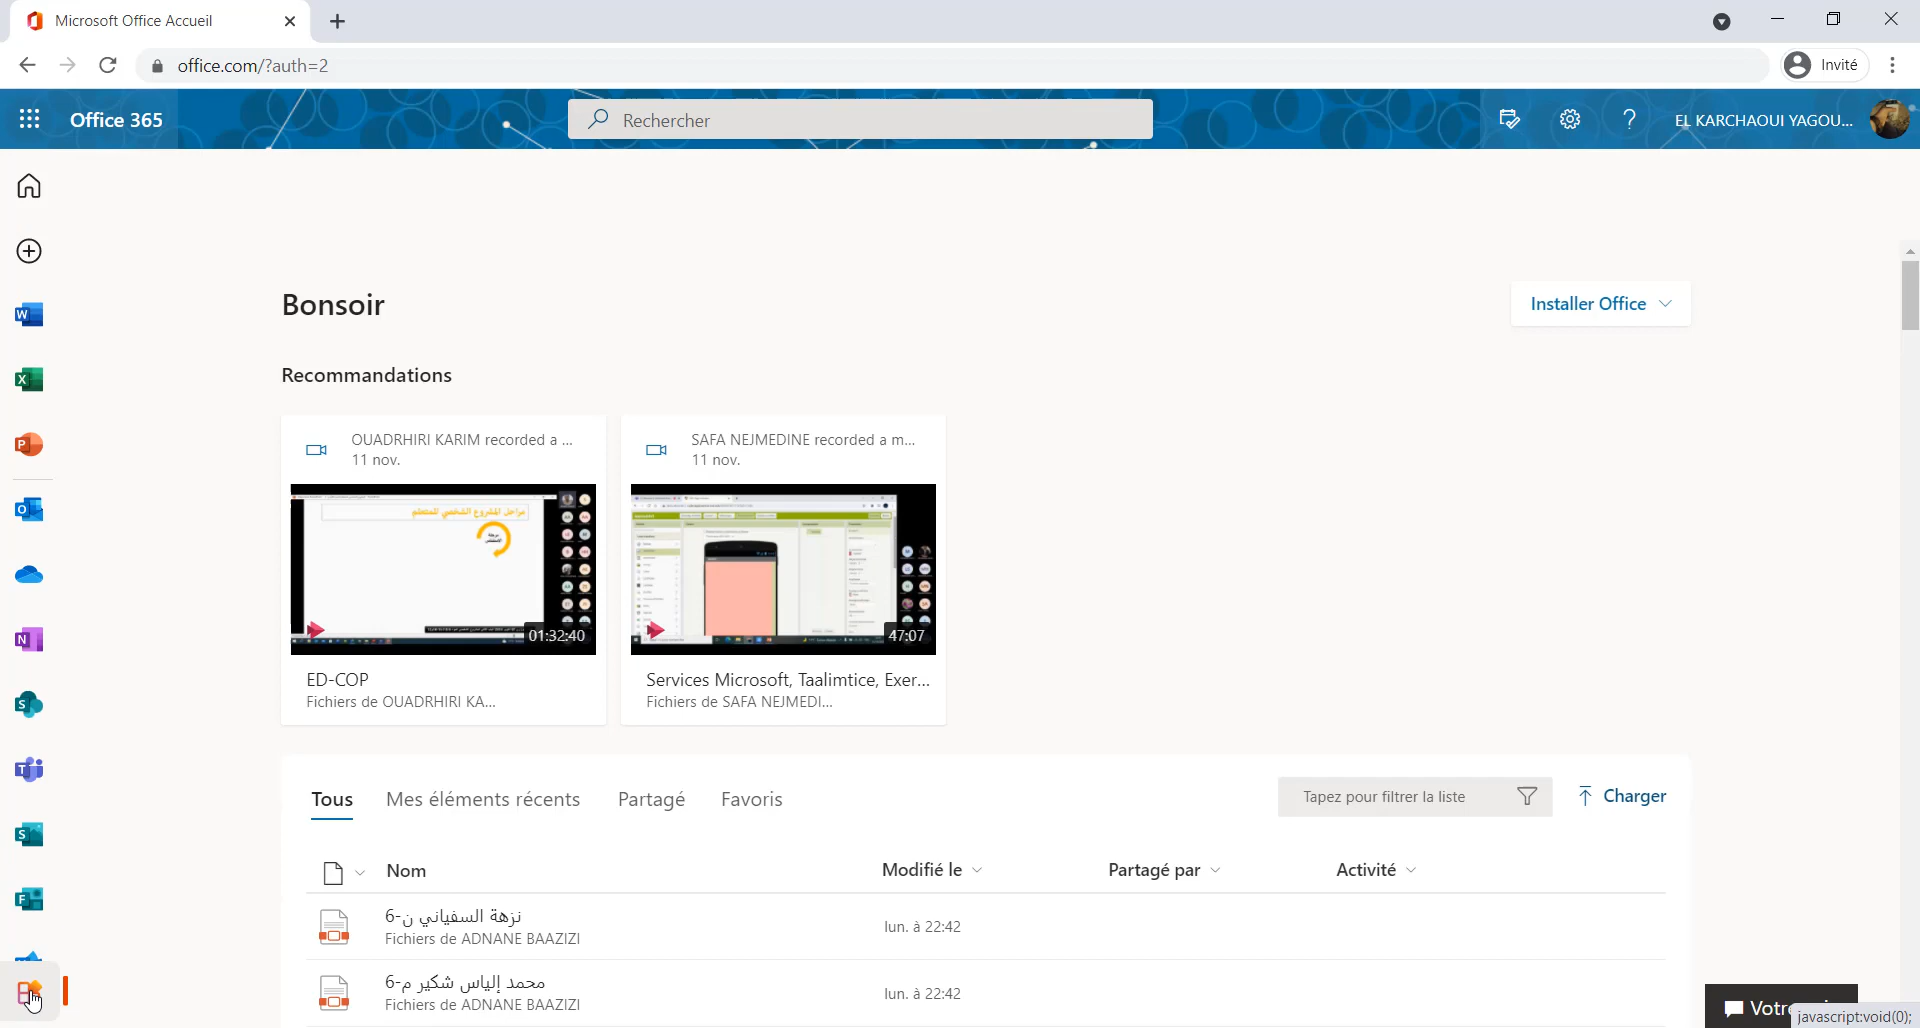 Microsoft Office Accueil
office.com/?auth=2
Invité
Office 365
Rechercher
EL KARCHAOUI YAGOU...
Bonsoir
Installer Office
Recommandations
OUADRHIRI KARIM recorded a ...
11 nov.
SAFA NEJMEDINE recorded a m...
11 nov.
مراحل المشروع الشخصي للمتعلم
01:32:40
47:07
ED-COP
Fichiers de OUADRHIRI KA...
Services Microsoft, Taalimtice, Exer...
Fichiers de SAFA NEJMEDI...
Tous
Mes éléments récents
Partagé
Favoris
Tapez pour filtrer la liste
Charger
Nom
Modifié le
Partagé par
Activité
نزهة السفياني ن-6
Fichiers de ADNANE BAAZIZI
lun. à 22:42
محمد إلياس شكير م-6
Fichiers de ADNANE BAAZIZI
lun. à 22:42
javascript:void(0);